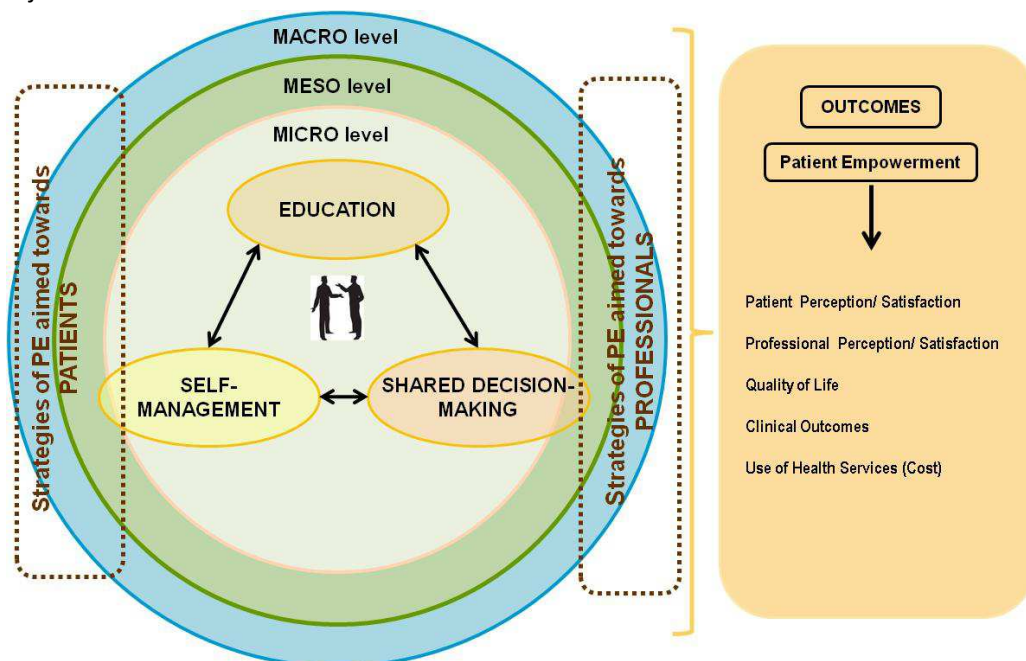 MACRO level
MESO level
MICRO level
EDUCATION
SELF-
MANAGEMENT
SHARED DECISION-
MAKING
Strategies of PE aimed towards
PATIENTS
Strategies of PE aimed towards
PROFESSIONALS
OUTCOMES
Patient Empowerment
Patient Perception/ Satisfaction
Professional Perception/ Satisfaction
Quality of Life
Clinical Outcomes
Use of Health Services (Cost)